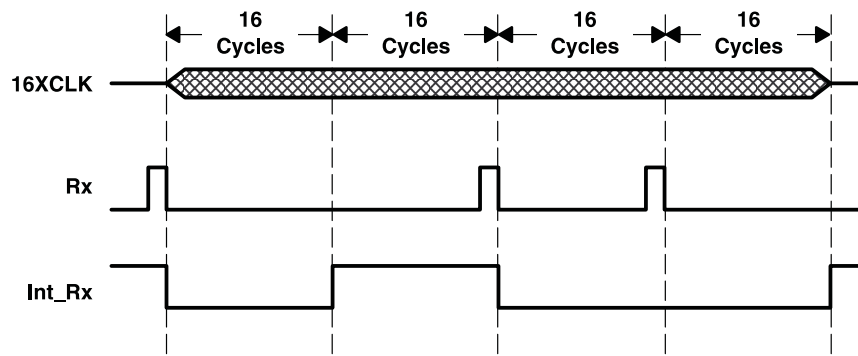 16 16 16 16
Cycles Cycles Cycles Cycles
16XCLK
Rx
Int_Rx